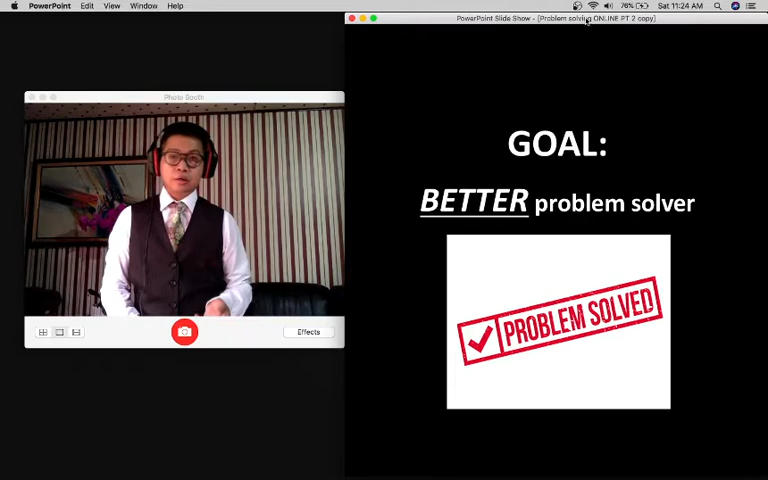 PowerPoint Edit View Window Help 76% Sat 11:24 AM
PowerPoint Slide Show - [Problem solving ONLINE PT 2 copy]
Photo Booth
Effects
GOAL:
BETTER problem solver
PROBLEM SOLVED